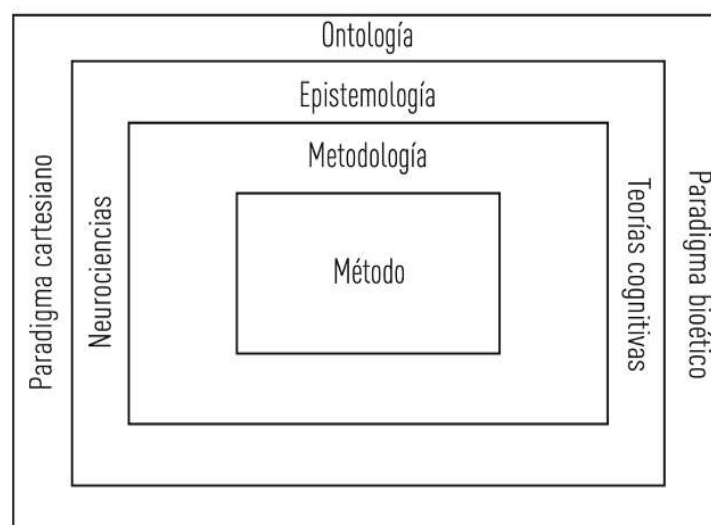 Ontología
Epistemología
Metodología
Método
Paradigma cartesiano
Neurociencias
Teorías cognitivas
Paradigma bioético